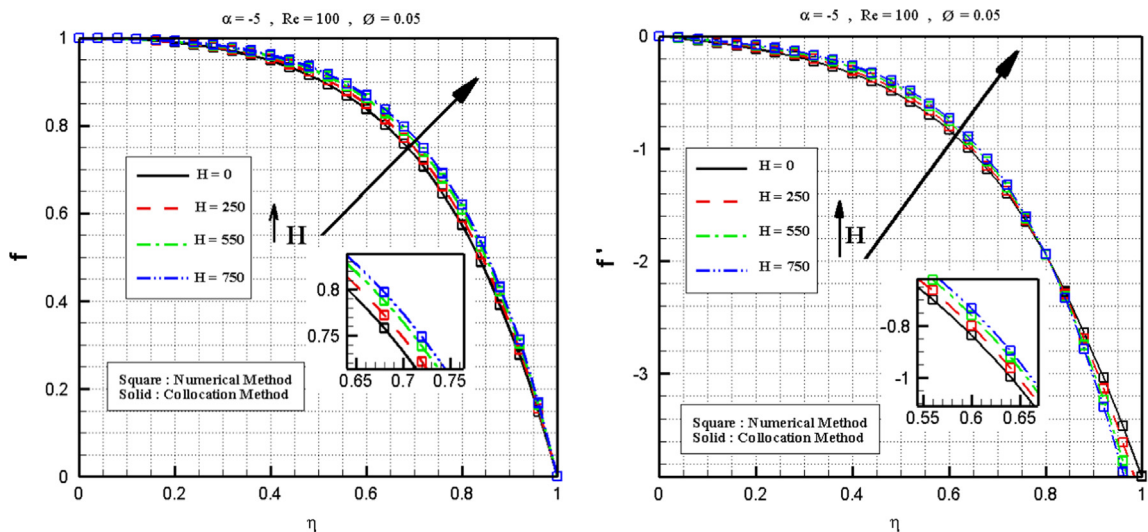 α = -5 , Re = 100 , Ø = 0.05
f
1
0.8
0.6
0.4
0.2
0
H = 0
H = 250
H = 550
H = 750
H
0.8
0.75
0.64 0.7 0.75
Square : Numerical Method
Solid : Collocation Method
0 0.2 0.4 0.6 0.8 1
η
α = -5 , Re = 100 , Ø = 0.05
f'
0
-1
-2
-3
H = 0
H = 250
H = 550
H = 750
H
-0.8
-1
0.55 0.6 0.65
Square : Numerical Method
Solid : Collocation Method
0 0.2 0.4 0.6 0.8 1
η